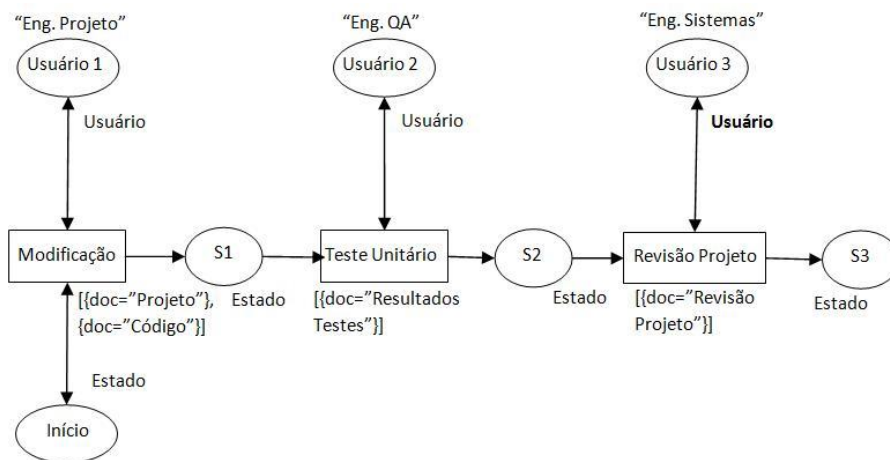 “Eng. Projeto” “Eng. QA” “Eng. Sistemas”
Usuário 1 Usuário 2 Usuário 3
Usuário Usuário Usuário
Modificação S1 Teste Unitário S2 Revisão Projeto S3
[{doc=”Projeto”},
{doc=”Código”}]
Estado
[{doc=”Resultados
Testes”}]
Estado
[{doc=”Revisão
Projeto”}]
Estado
Estado
Início